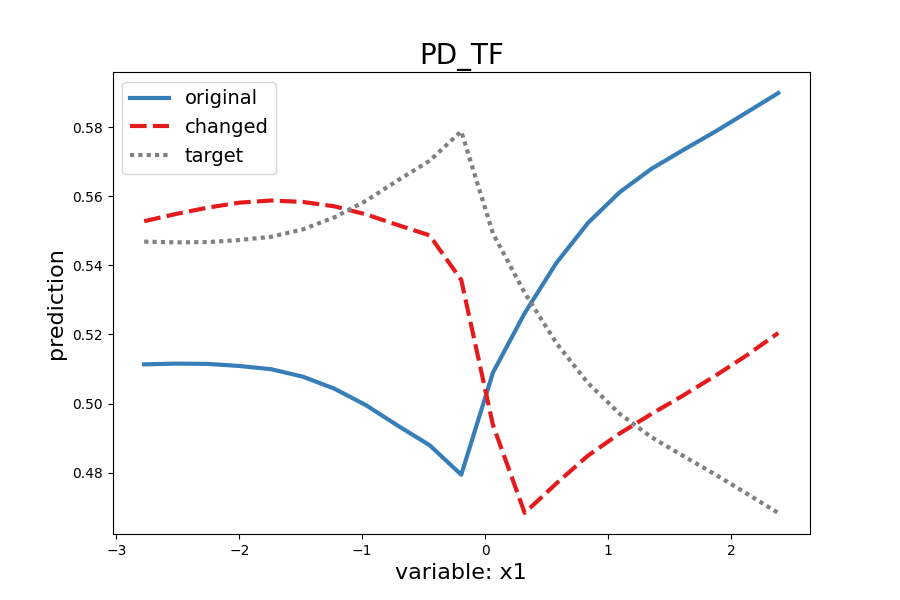 PD_TF
original
changed
target
prediction
0.58
0.56
0.54
0.52
0.50
0.48
−3
−2
−1
0
1
2
variable: x1